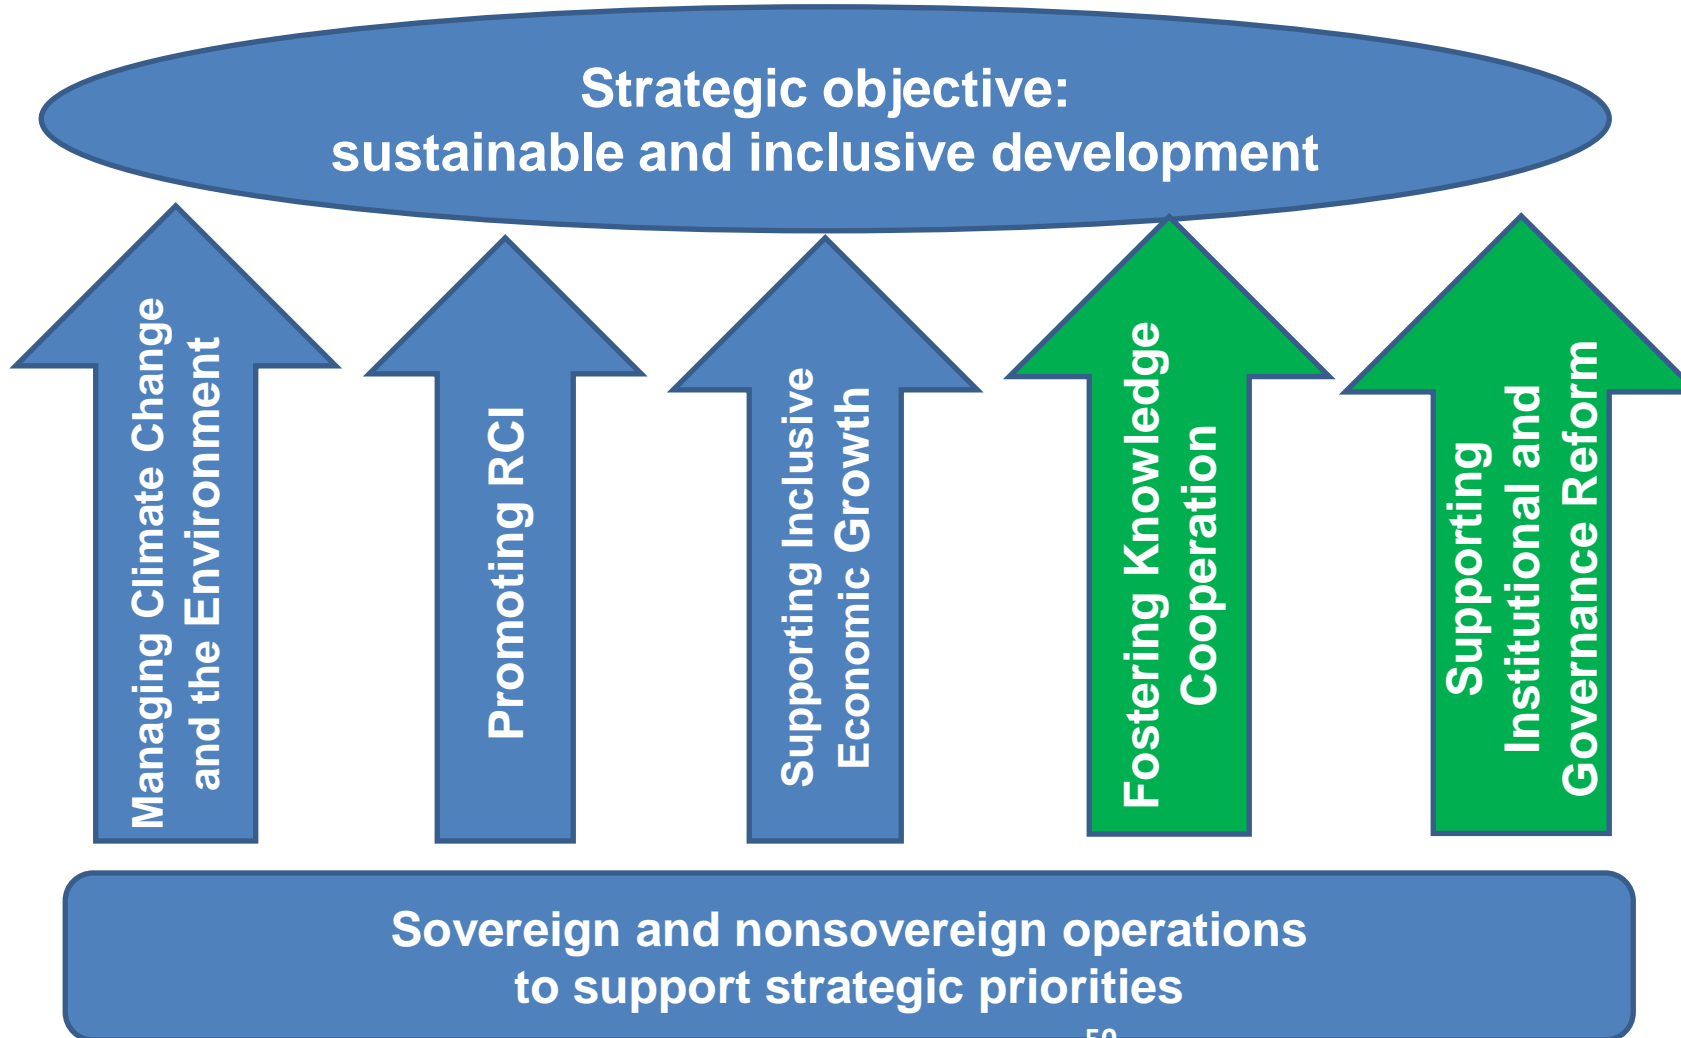 Strategic objective:
sustainable and inclusive development
Managing Climate Change
and the Environment
Promoting RCI
Supporting Inclusive
Economic Growth
Fostering Knowledge
Cooperation
Supporting
Institutional and
Governance Reform
Sovereign and nonsovereign operations
to support strategic priorities